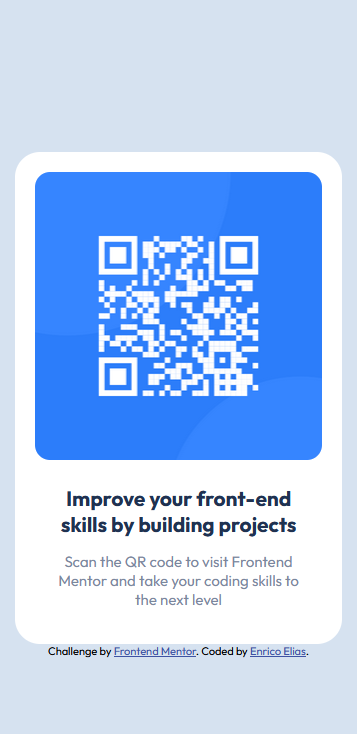 Improve your front-end
skills by building projects
Scan the QR code to visit Frontend
Mentor and take your coding skills to
the next level
Challenge by Frontend Mentor. Coded by Enrico Elias.